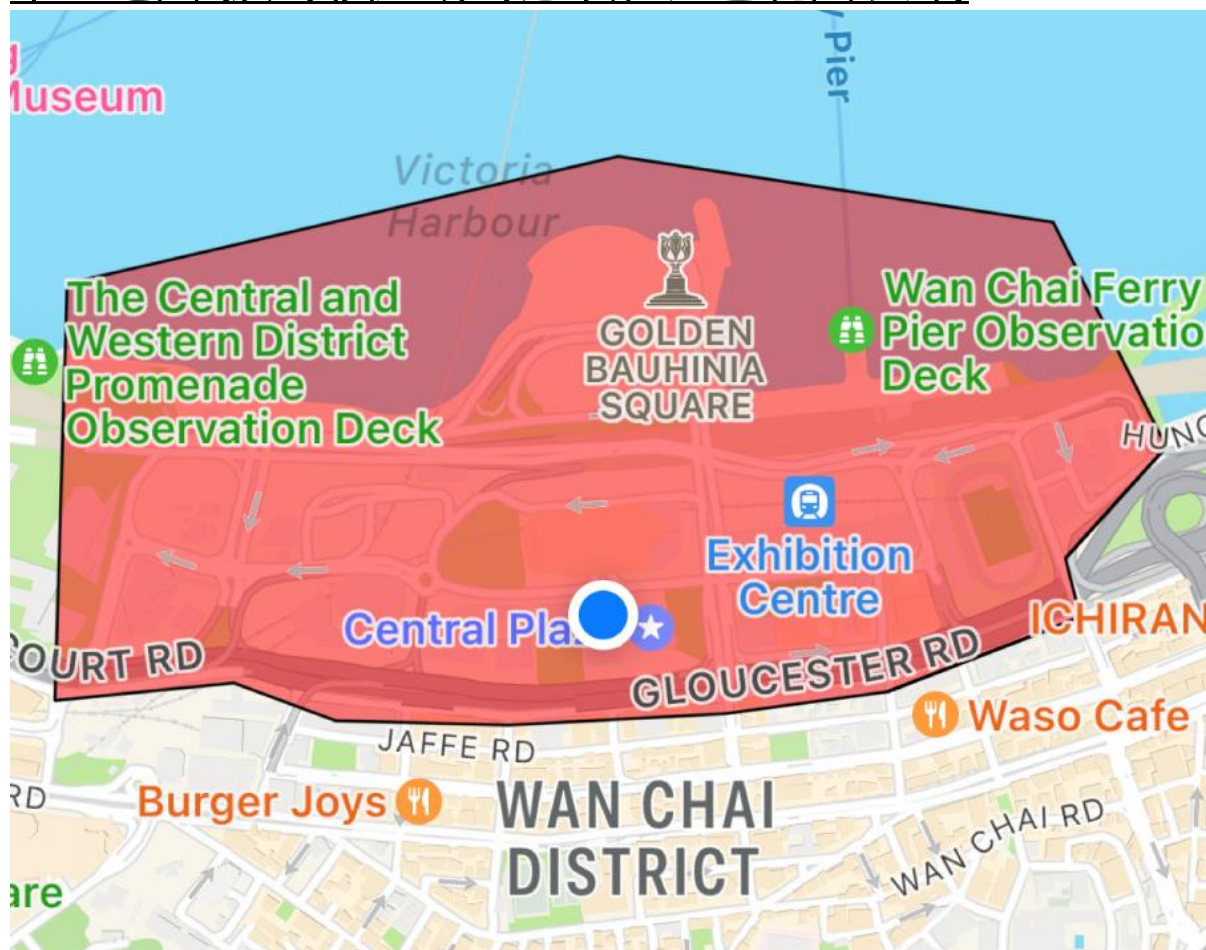 y Pier
Museum
Victoria
Harbour
The Central and
Western District
Promenade
Observation Deck
GOLDEN
BAUHINIA
SQUARE
Wan Chai Ferry
Pier Observatio
Deck
HUNG
Exhibition
Centre
Central Pla
ICHIRAN
COURT RD
GLOUCESTER RD
Waso Cafe
JAFFE RD
RD
Burger Joys
WAN CHAI
DISTRICT
WAN CHAI RD
are